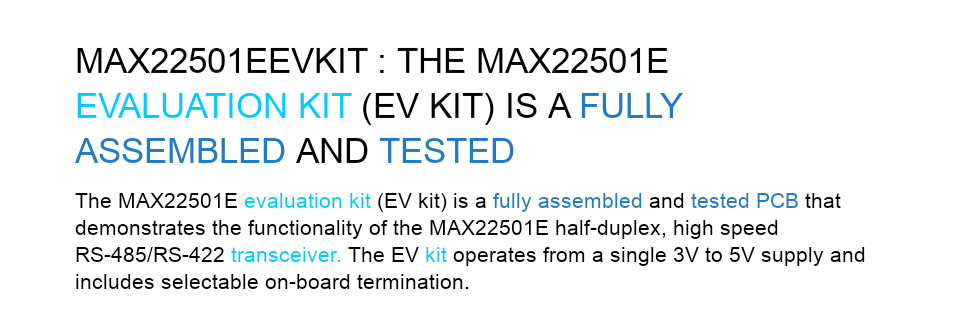 MAX22501EEVKIT : THE MAX22501E
EVALUATION KIT (EV KIT) IS A FULLY
ASSEMBLED AND TESTED
The MAX22501E evaluation kit (EV kit) is a fully assembled and tested PCB that
demonstrates the functionality of the MAX22501E half-duplex, high speed
RS-485/RS-422 transceiver. The EV kit operates from a single 3V to 5V supply and
includes selectable on-board termination.